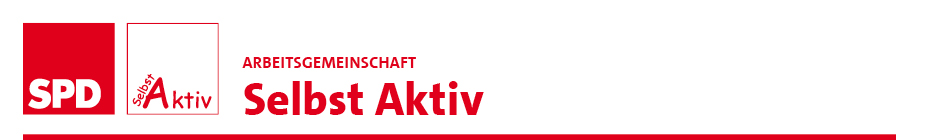 SPD
Selbst Aktiv
ARBEITSGEMEINSCHAFT
Selbst Aktiv